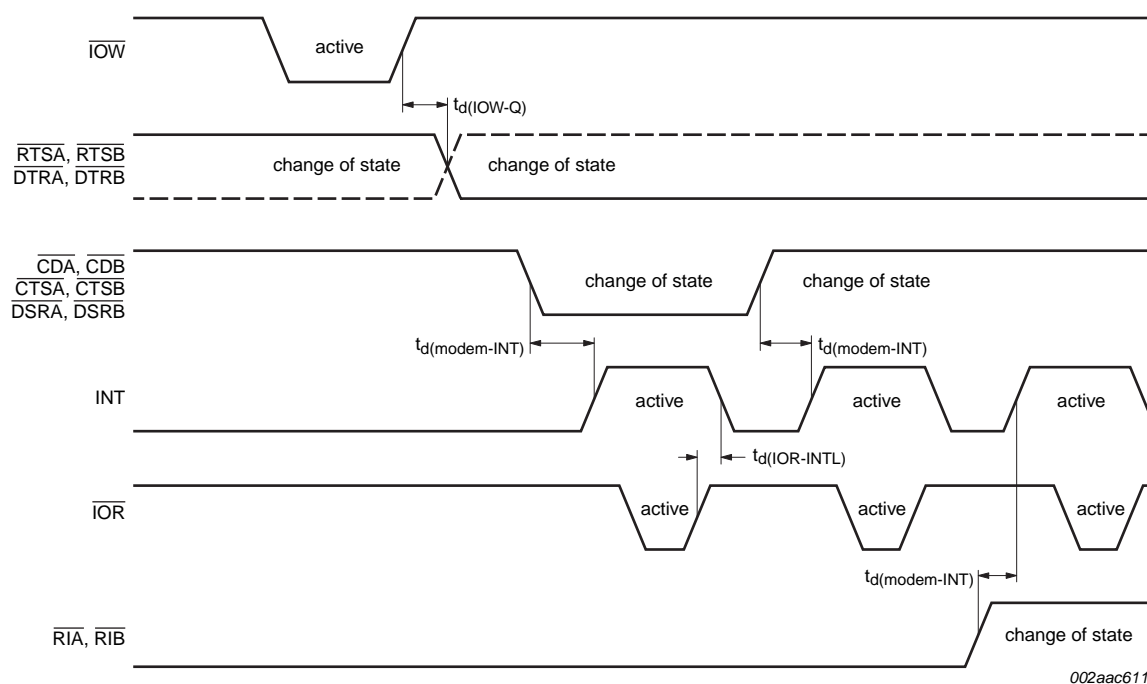 IOW
active
td(IOW-Q)
RTSA, RTSB
DTRA, DTRB
change of state
change of state
CDA, CDB
CTSA, CTSB
DSRA, DSRB
change of state
change of state
td(modem-INT)
td(modem-INT)
INT
active
active
active
td(IOR-INTL)
IOR
active
active
active
td(modem-INT)
RIA, RIB
change of state
002aac611